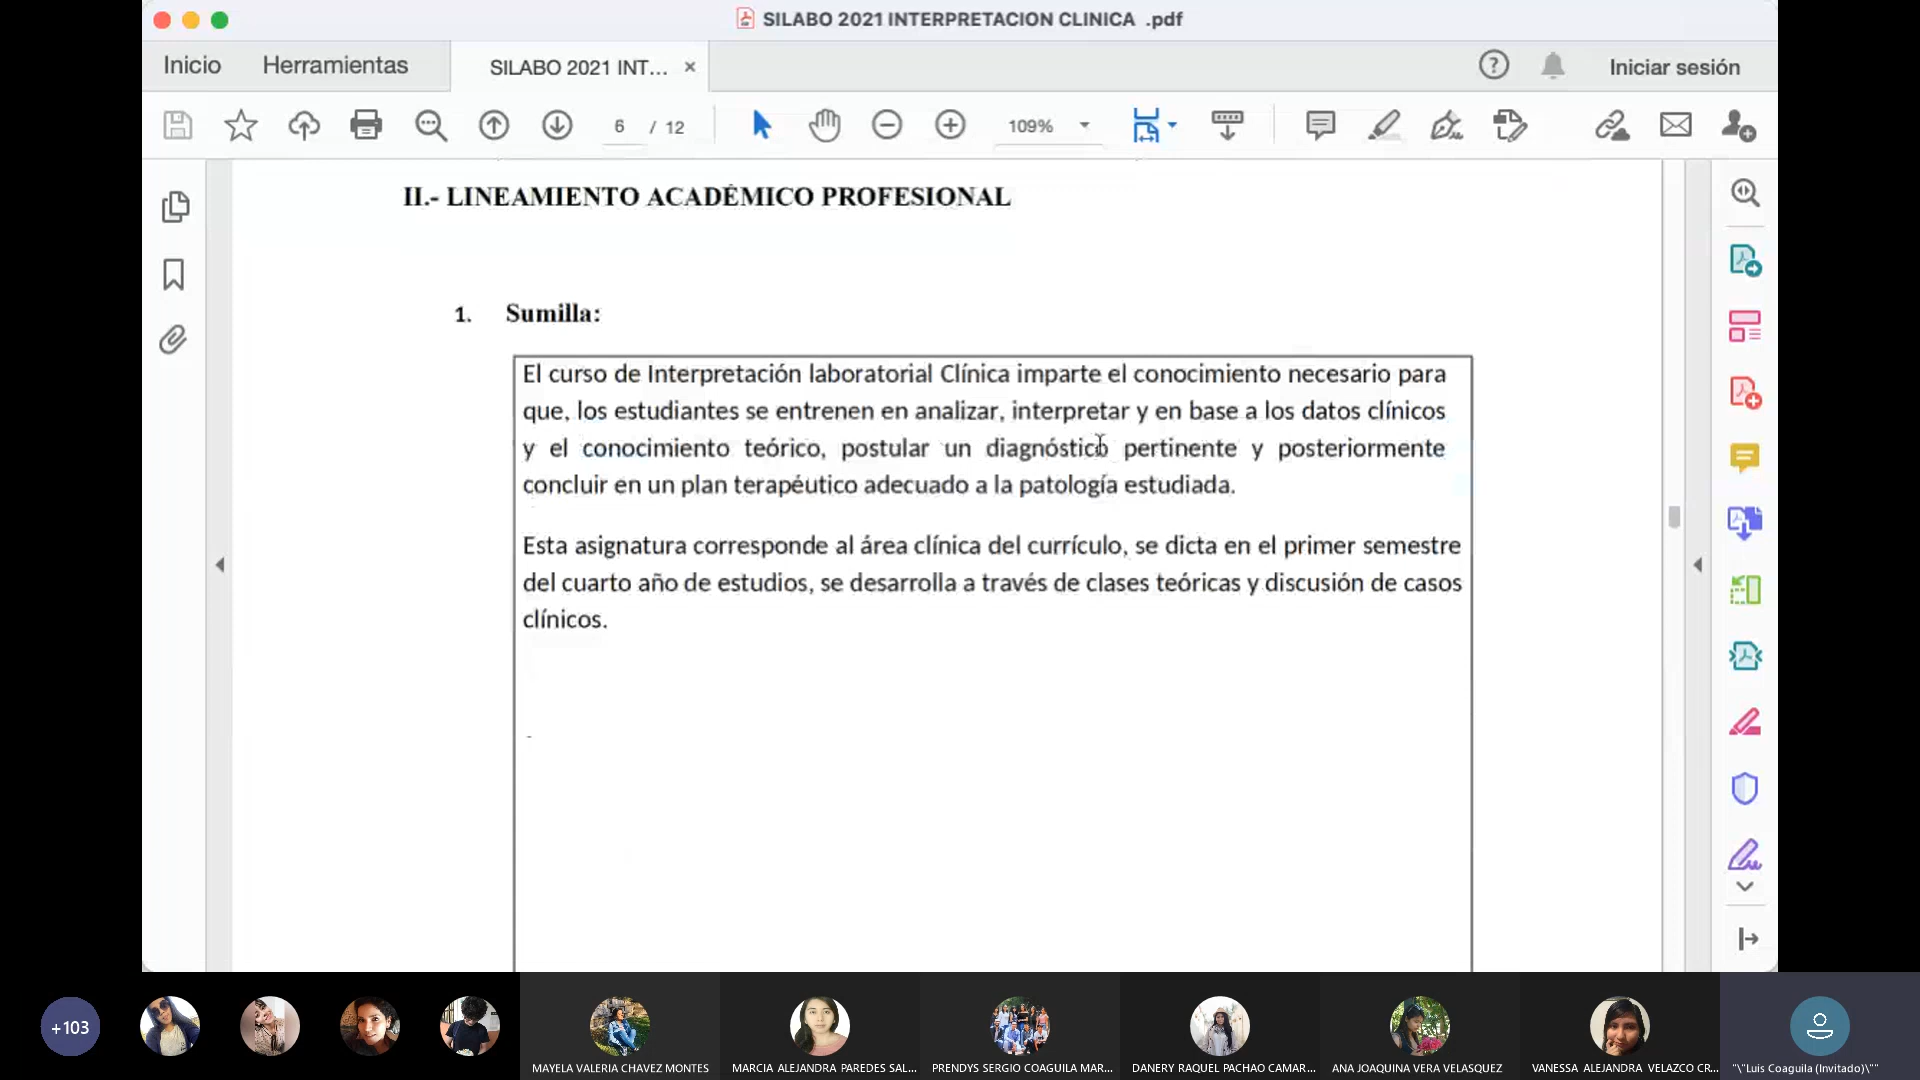 SILABO 2021 INTERPRETACION CLINICA .pdf
Inicio
Herramientas
SILABO 2021 INT... ×
Iniciar sesión
6 / 12
109%
II.- LINEAMIENTO ACADÉMICO PROFESIONAL
1. Sumilla:
El curso de Interpretación laboratorial Clínica imparte el conocimiento necesario para
que, los estudiantes se entrenen en analizar, interpretar y en base a los datos clínicos
y el conocimiento teórico, postular un diagnóstico pertinente y posteriormente
concluir en un plan terapéutico adecuado a la patología estudiada.
Esta asignatura corresponde al área clínica del currículo, se dicta en el primer semestre
del cuarto año de estudios, se desarrolla a través de clases teóricas y discusión de casos
clínicos.
-
+103
MAYELA VALERIA CHAVEZ MONTES
MARCIA ALEJANDRA PAREDES SAL...
PRENDYS SERGIO COAGUILA MAR...
DANERY RAQUEL PACHAO CAMAR...
ANA JOAQUINA VERA VELASQUEZ
VANESSA ALEJANDRA VELAZCO CR...
"\"Luis Coaguila (Invitado)\""